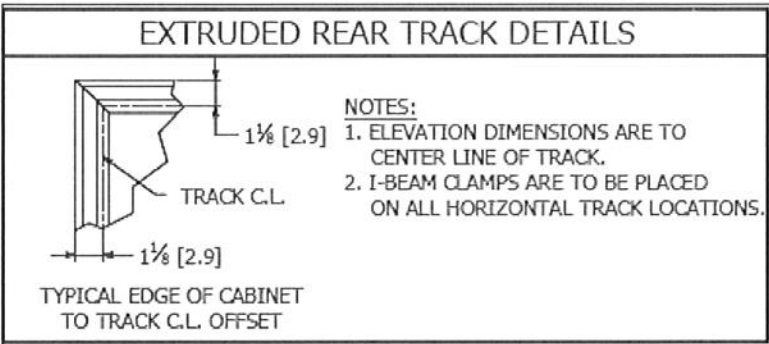 EXTRUDED REAR TRACK DETAILS
1⅛ [2.9]
TRACK C.L.
1⅛ [2.9]
TYPICAL EDGE OF CABINET
TO TRACK C.L. OFFSET
NOTES:
1. ELEVATION DIMENSIONS ARE TO
CENTER LINE OF TRACK.
2. I-BEAM CLAMPS ARE TO BE PLACED
ON ALL HORIZONTAL TRACK LOCATIONS.